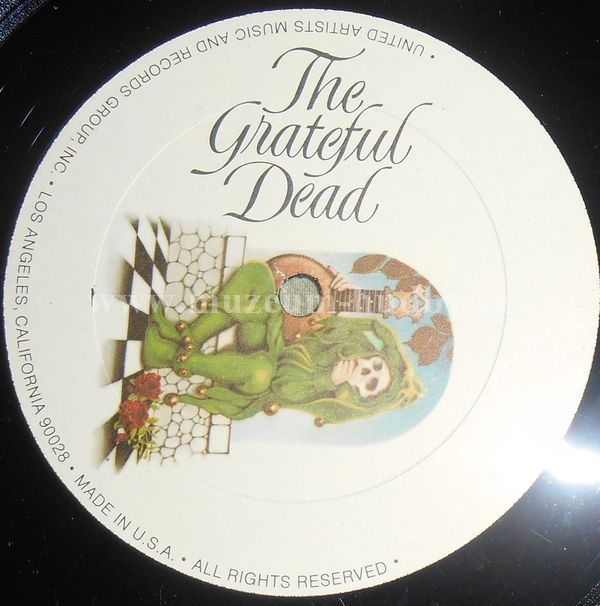 The
Grateful
Dead
• UNITED ARTISTS MUSIC AND RECORDS GROUP, INC. • LOS ANGELES, CALIFORNIA 90028 • MADE IN U.S.A. • ALL RIGHTS RESERVED •